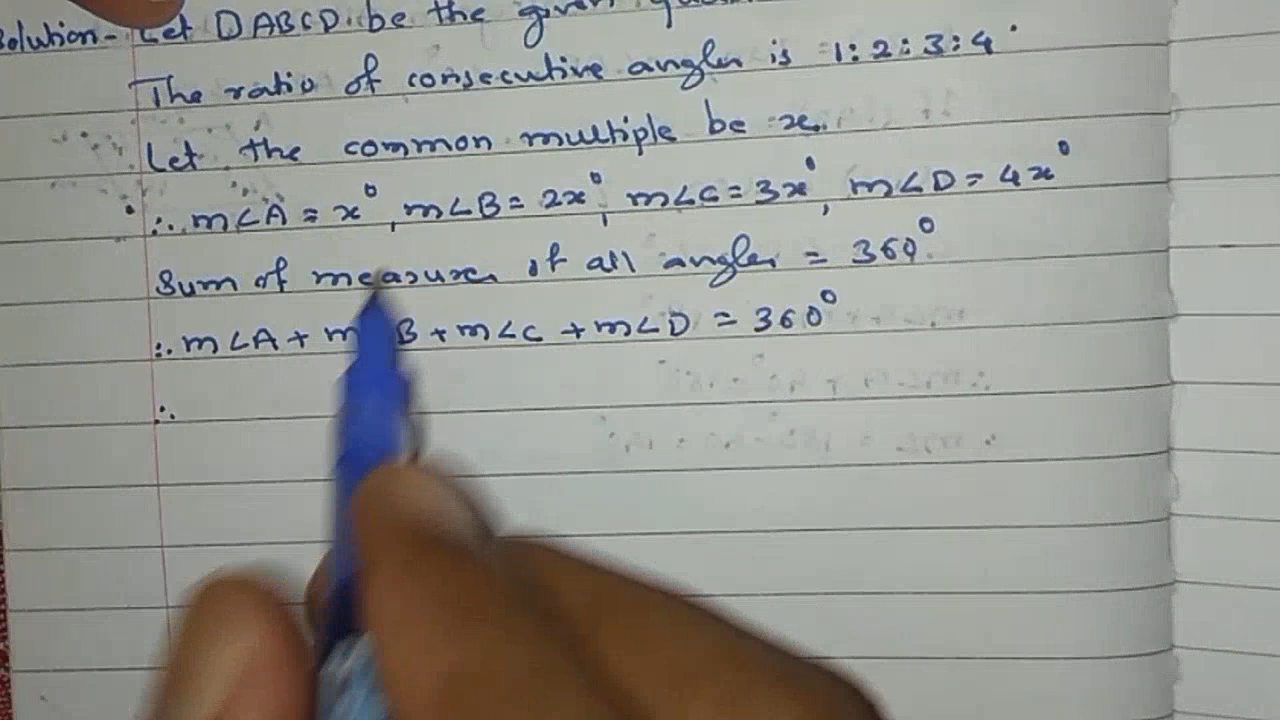 Solution - Let □ABCD be the given
The ratio of consecutive angles is 1:2:3:4.
Let the common multiple be x.
∴ m∠A = x°, m∠B = 2x°, m∠C = 3x°, m∠D = 4x°
Sum of measures of all angles = 360°.
∴ m∠A + m∠B + m∠C + m∠D = 360°
∴